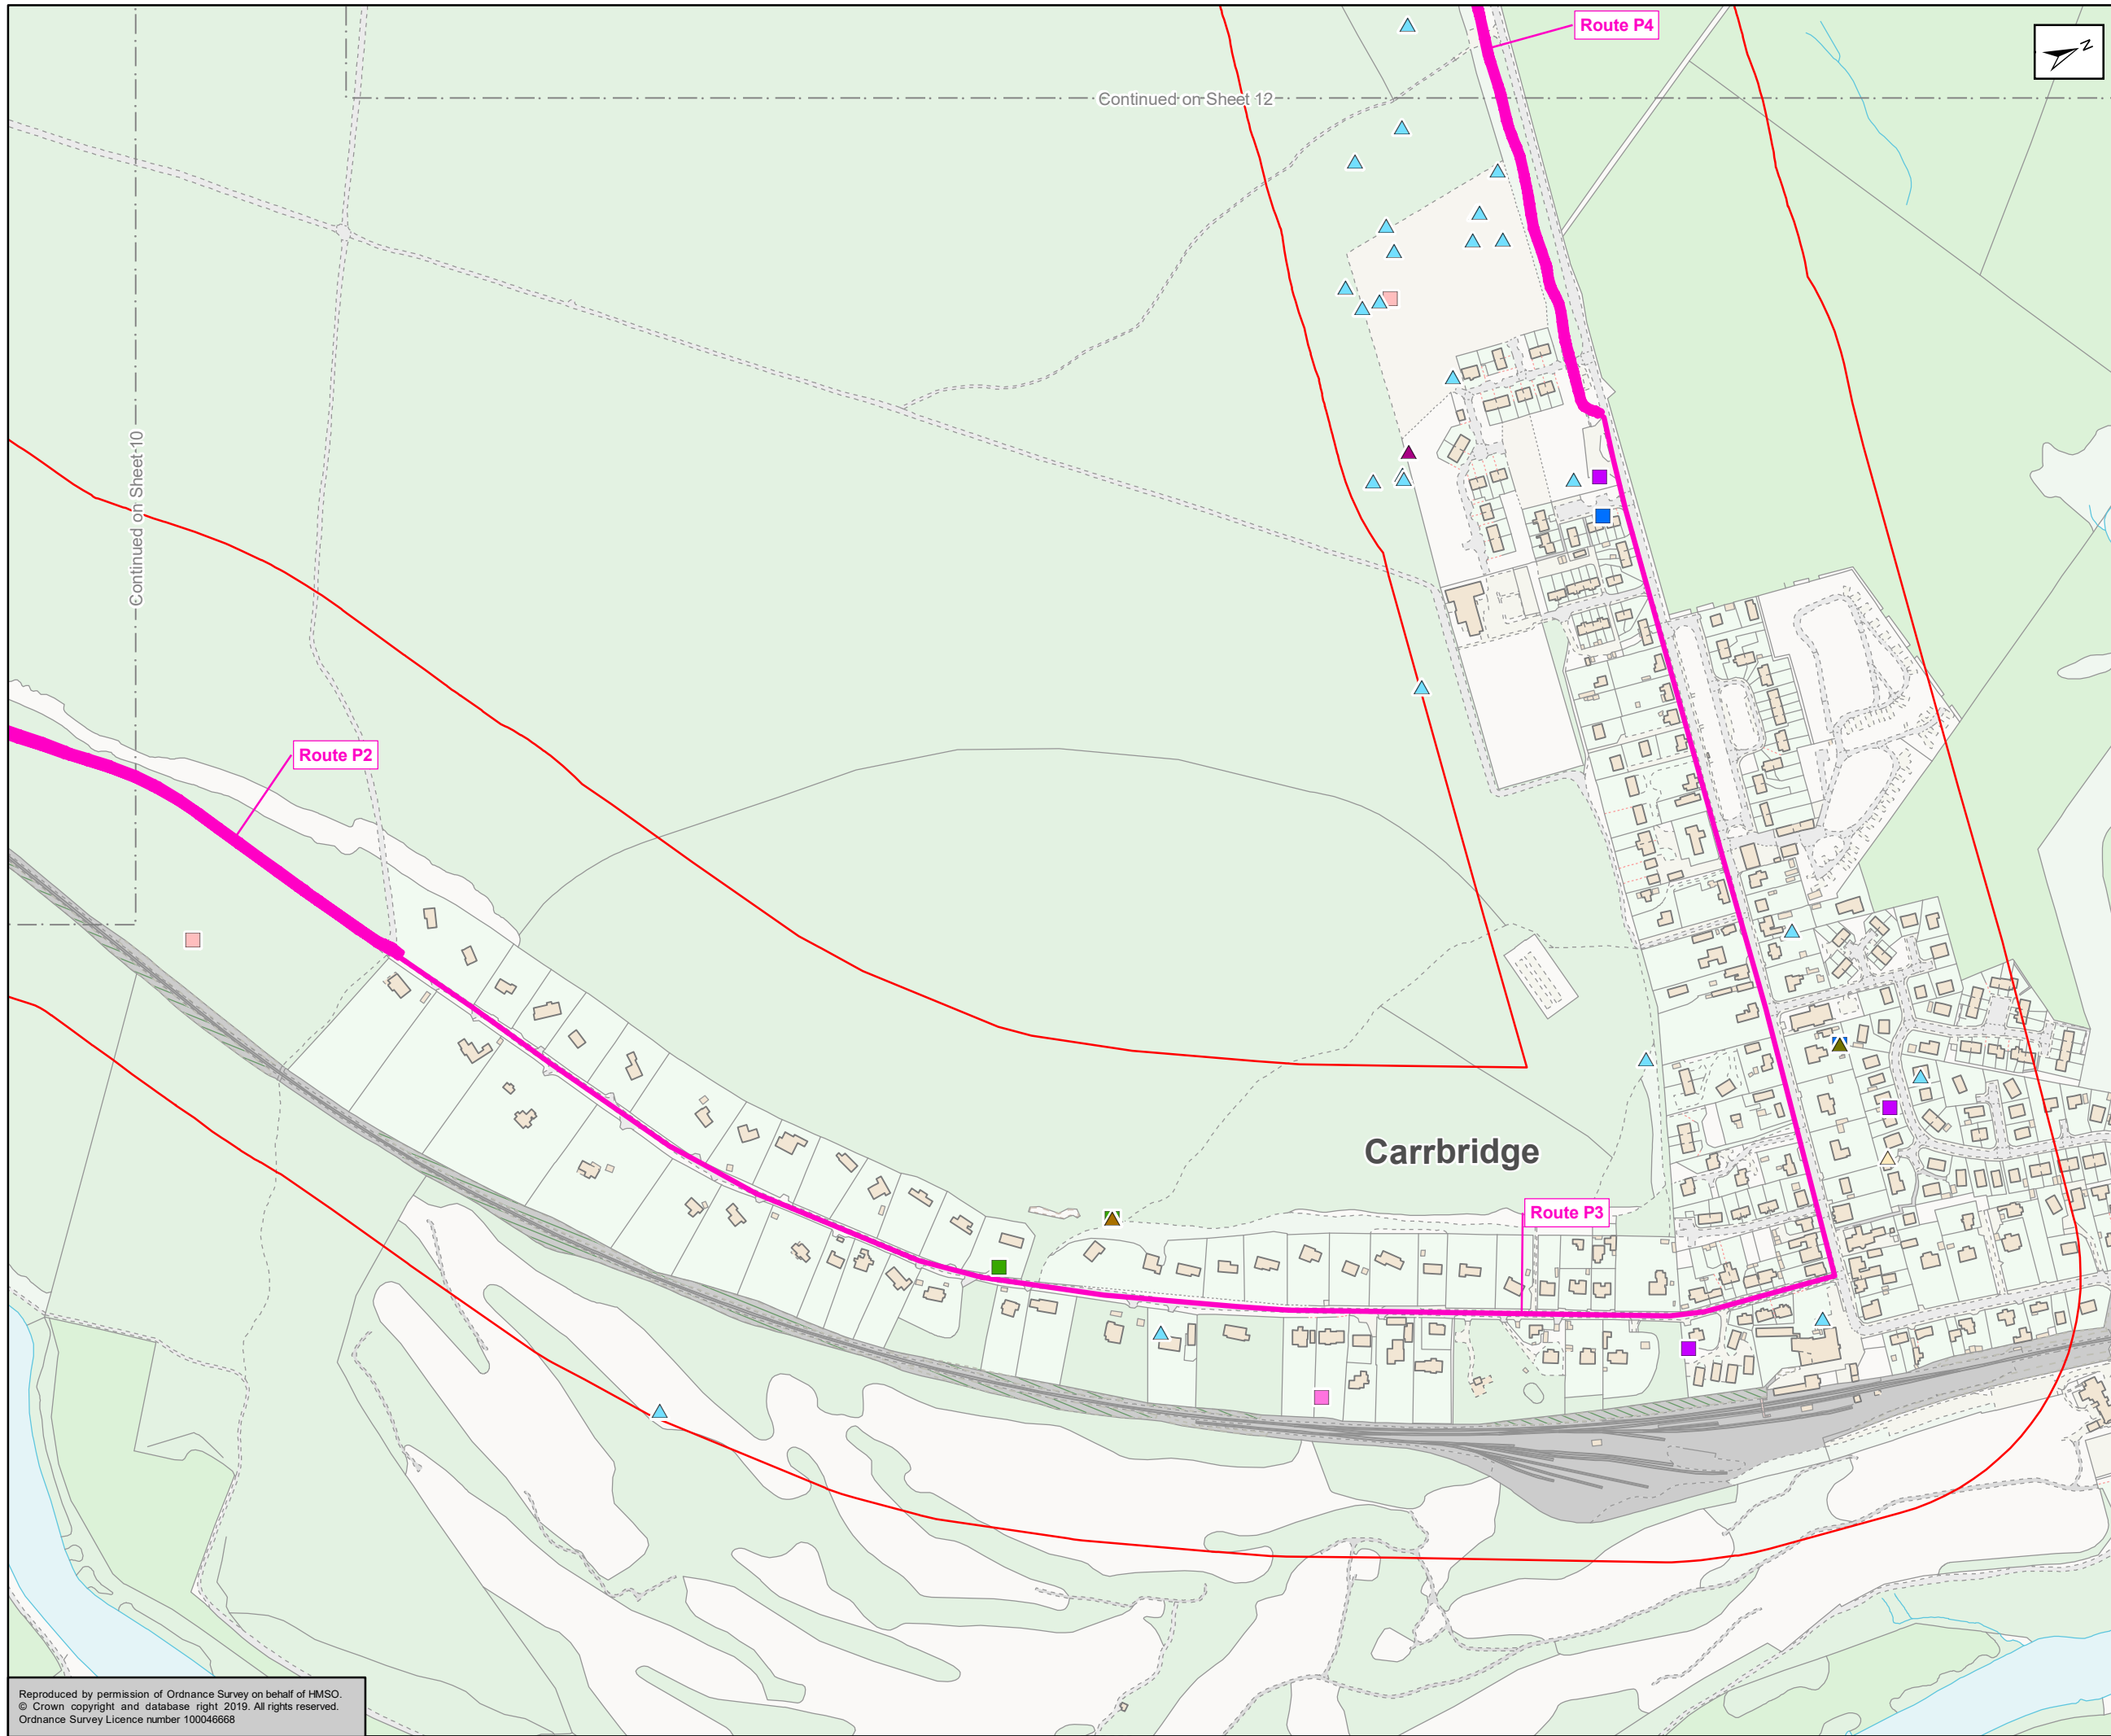 Route P4
N
Continued on Sheet 12
Continued on Sheet 10
Route P2
Carrbridge
Route P3
Reproduced by permission of Ordnance Survey on behalf of HMSO.
© Crown copyright and database right 2019. All rights reserved.
Ordnance Survey Licence number 100046668